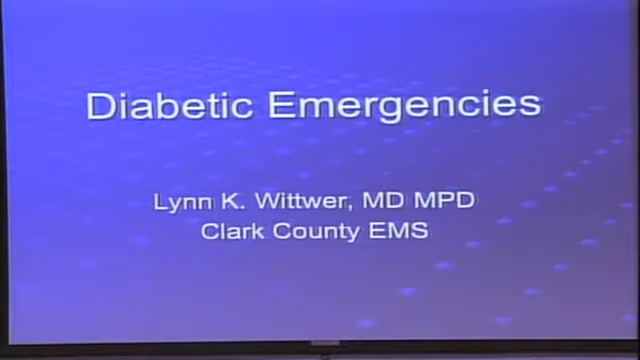 Diabetic Emergencies
Lynn K. Wittwer, MD MPD
Clark County EMS